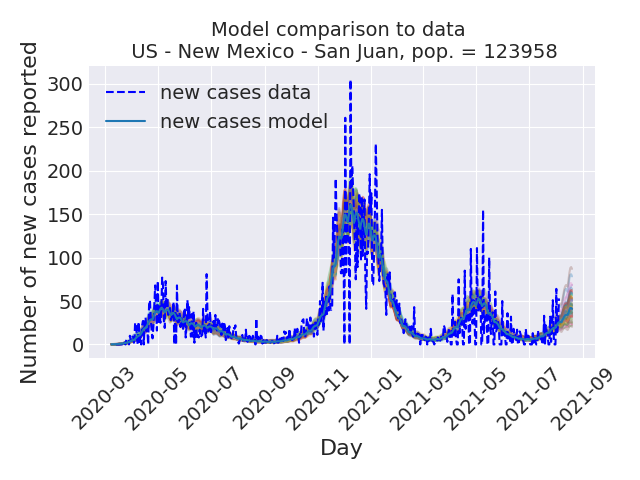 Model comparison to data
US - New Mexico - San Juan, pop. = 123958
Number of new cases reported
300
250
200
150
100
50
0
new cases data
new cases model
2020-03
2020-05
2020-07
2020-09
2020-11
2021-01
2021-03
2021-05
2021-07
2021-09
Day